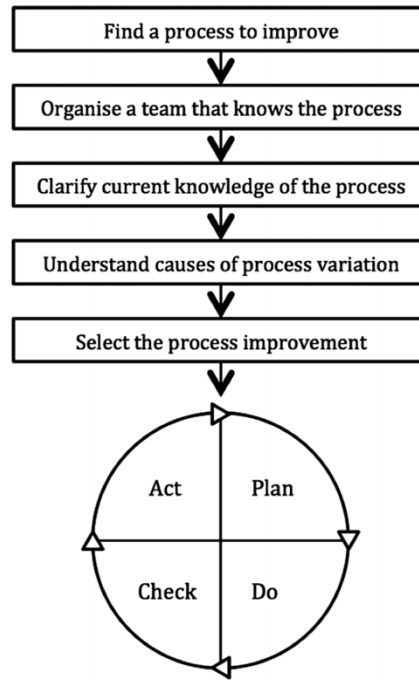 Find a process to improve
Organise a team that knows the process
Clarify current knowledge of the process
Understand causes of process variation
Select the process improvement
Act Plan
Check Do